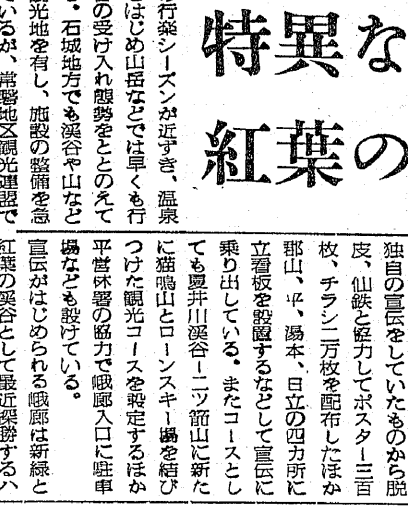 特異な
紅葉の
行楽シーズンが近ずき、温泉
はじめ山岳などでは早くも行
の受け入れ態勢をととのえて
。石城地方でも渓谷や山など
光地を有し、施設の整備を急
いるが、常磐地区観光連盟で
独自の宣伝をしていたものから脱
皮、仙鉄と協力してポスター三百
枚、チラシ二万枚を配布したほか
郡山、平、湯本、日立の四カ所に
立看板を設置するなどして宣伝に
乗り出している。またコースとし
ても夏井川渓谷ー二ツ箭山に新た
に猫鳴山とローンスキー場を結び
つけた観光コースを設定するほか
平営林署の協力で峨廊入口に駐車
場なども設けている。
宣伝がはじめられる峨廊は新緑と
紅葉の渓谷として最近探勝するハ